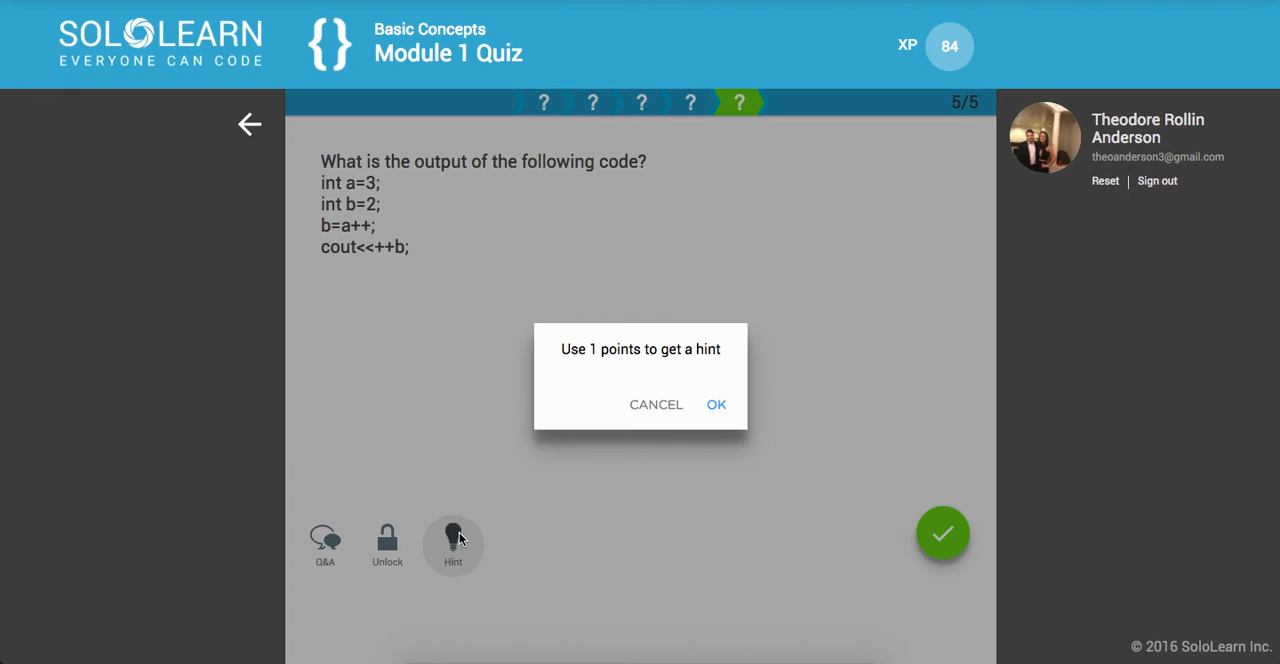 SOLOLEARN
EVERYONE CAN CODE
{ }
Basic Concepts
Module 1 Quiz
XP 84
? ? ? ? ? 5/5
Theodore Rollin
Anderson
theoanderson3@gmail.com
Reset | Sign out
What is the output of the following code?
int a=3;
int b=2;
b=a++;
cout<<++b;
Use 1 points to get a hint
CANCEL OK
Q&A Unlock Hint
© 2016 SoloLearn Inc.